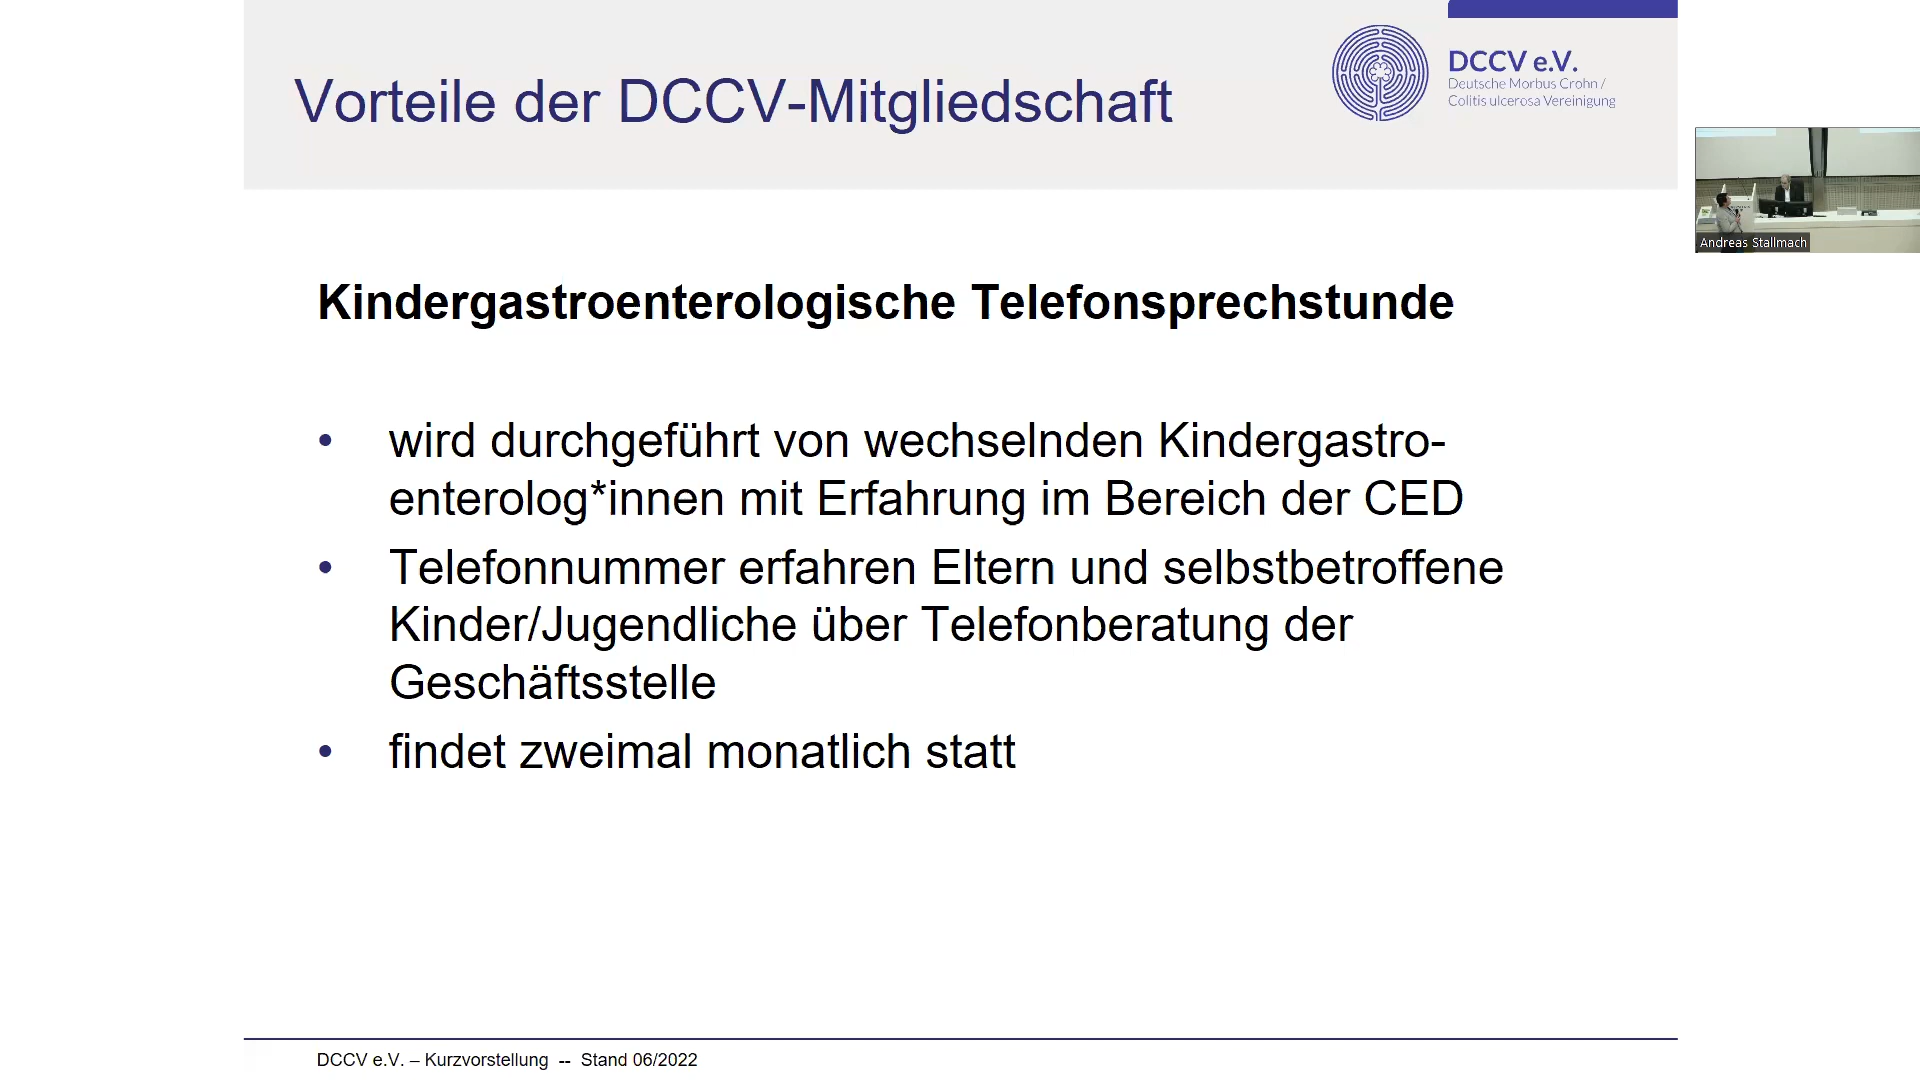 Vorteile der DCCV-Mitgliedschaft
DCCV e.V.
Deutsche Morbus Crohn /
Colitis ulcerosa Vereinigung
Andreas Stallmach
Kindergastroenterologische Telefonsprechstunde
• wird durchgeführt von wechselnden Kindergastro-
enterolog*innen mit Erfahrung im Bereich der CED
• Telefonnummer erfahren Eltern und selbstbetroffene
Kinder/Jugendliche über Telefonberatung der
Geschäftsstelle
• findet zweimal monatlich statt
DCCV e.V. – Kurzvorstellung -- Stand 06/2022